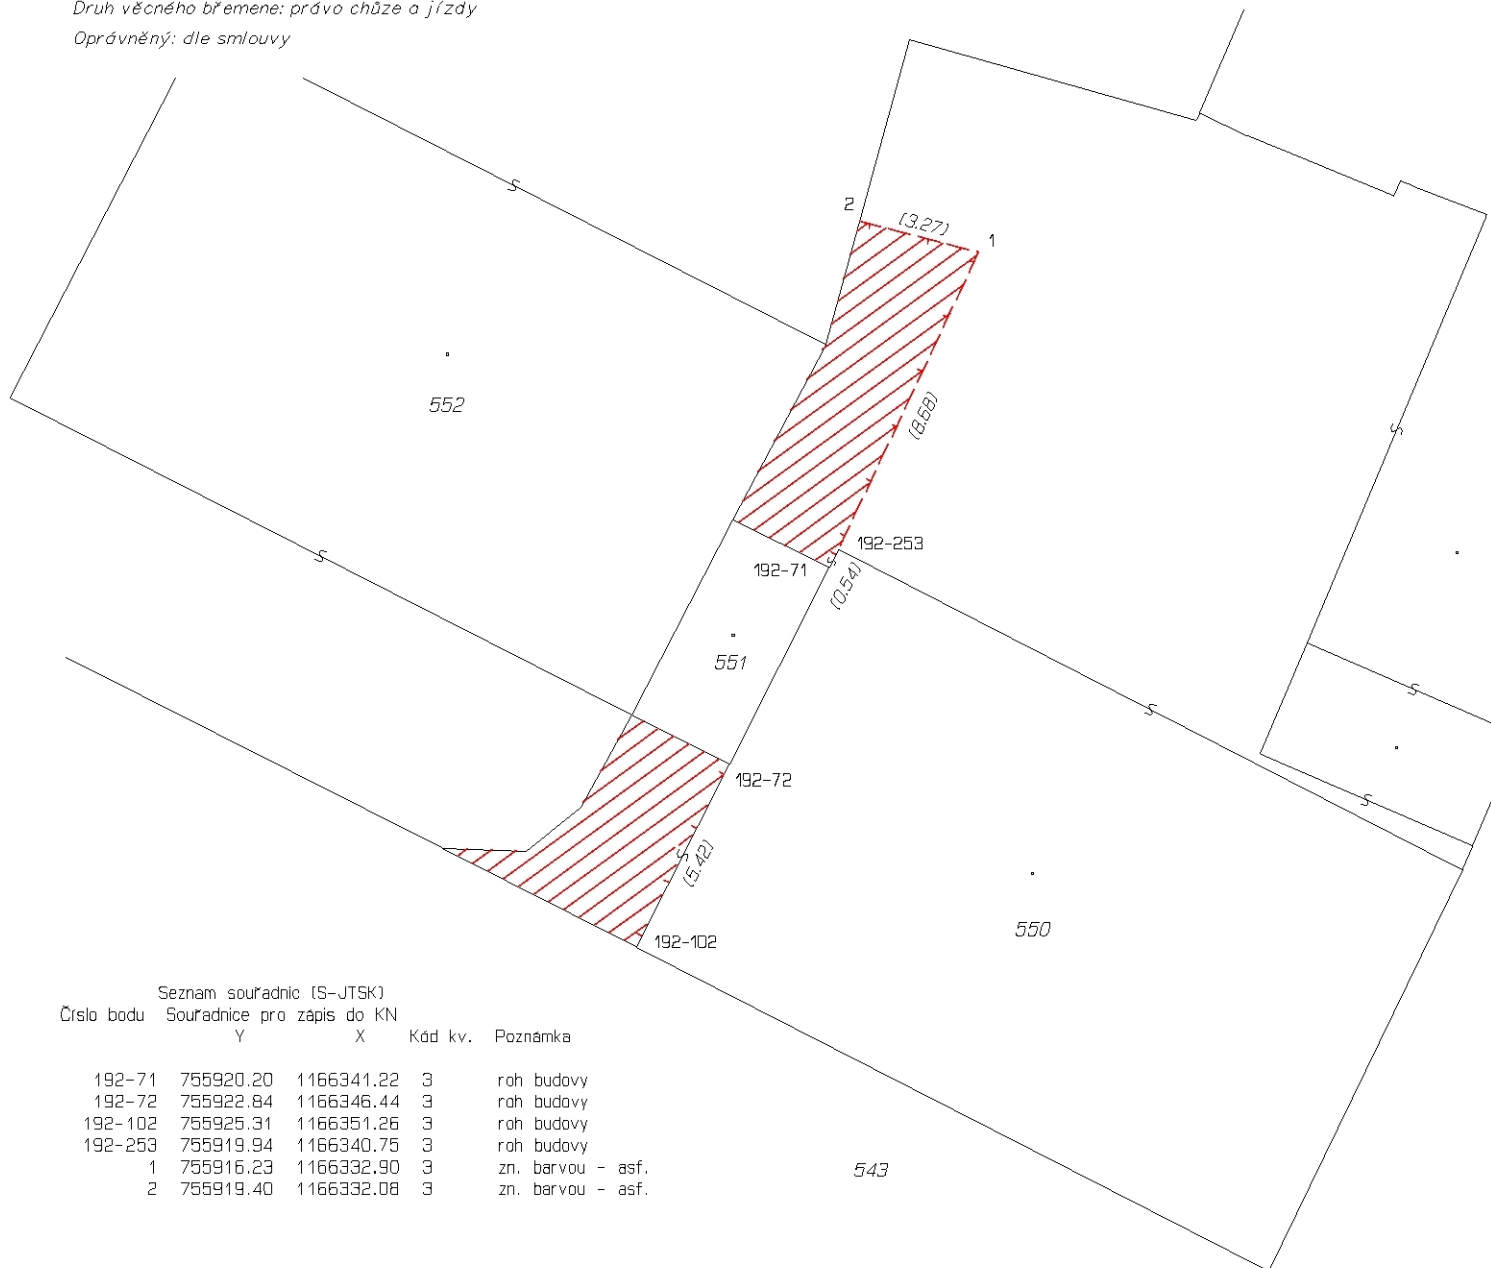 Druh věcného břemene: právo chůze a jízdy
Oprávněný: dle smlouvy
S
2
(3.27)
1
552
(8.68)
S
S
192-253
192-71
S
(0.54)
551
S
S
192-72
S
S
(5.42)
550
192-102
Seznam souřadnic (S-JTSK)
Číslo bodu Souřadnice pro zápis do KN
Y X Kód kv. Poznámka
192-71 755920.20 1166341.22 3 roh budovy
192-72 755922.84 1166346.44 3 roh budovy
192-102 755925.31 1166351.26 3 roh budovy
192-253 755919.94 1166340.75 3 roh budovy
1 755916.23 1166332.90 3 zn. barvou - asf.
2 755919.40 1166332.08 3 zn. barvou - asf.
543